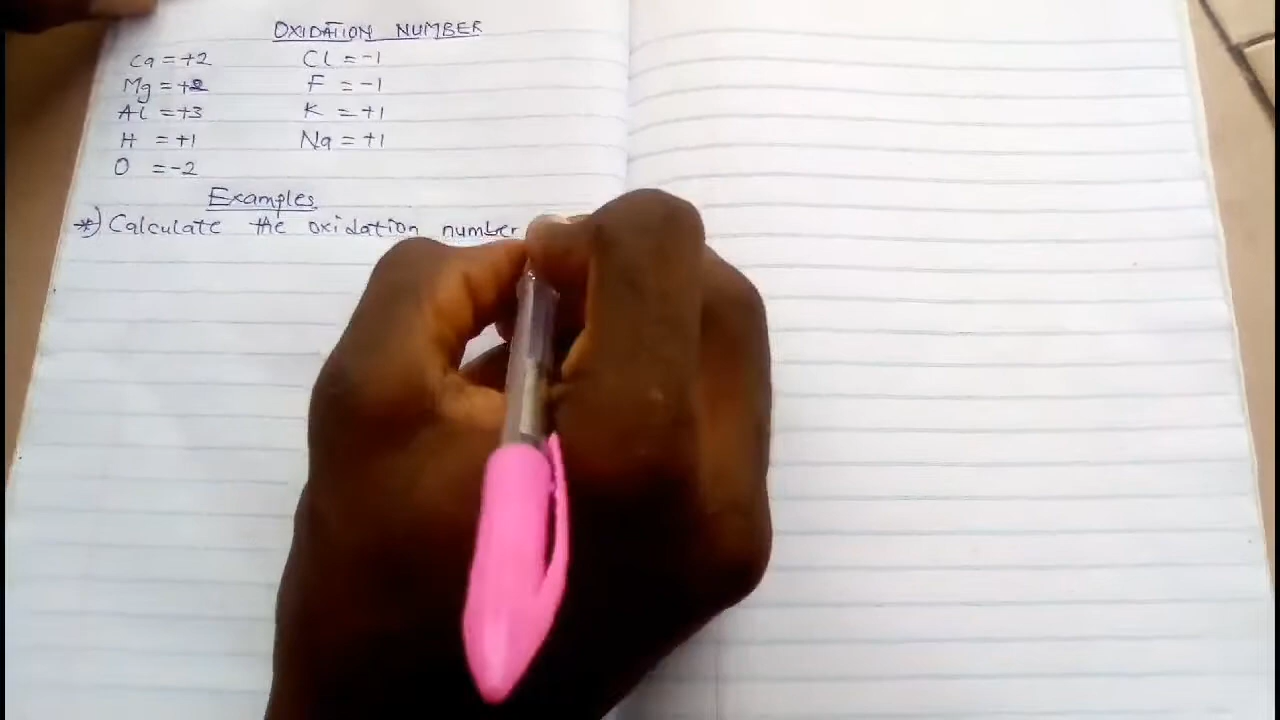 OXIDATION NUMBER
Ca = +2 Cl = -1
Mg = +2 F = -1
Al = +3 K = +1
H = +1 Na = +1
O = -2
Examples
*) Calculate the oxidation number